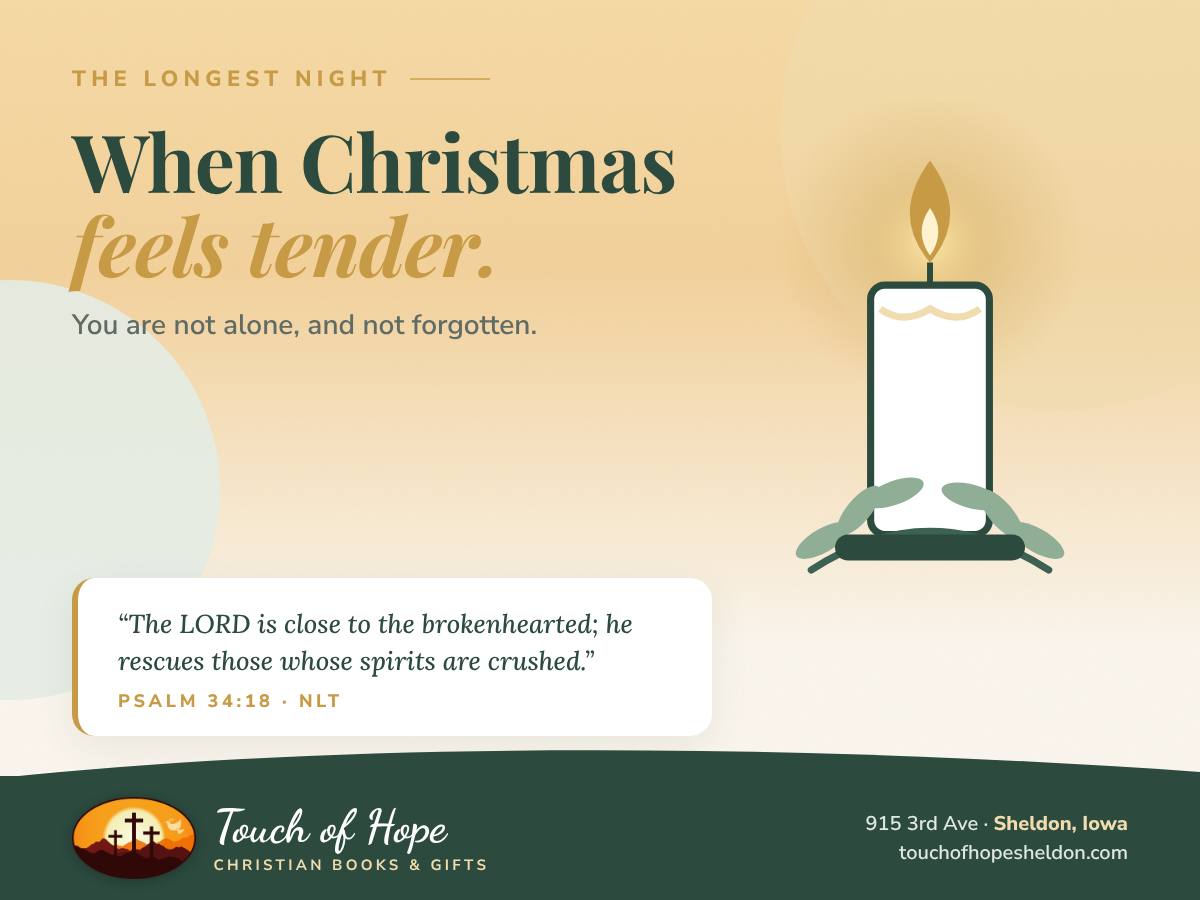 THE LONGEST NIGHT
When Christmas
feels tender.
You are not alone, and not forgotten.
“The LORD is close to the brokenhearted; he
rescues those whose spirits are crushed.”
PSALM 34:18 · NLT
Touch of Hope
CHRISTIAN BOOKS & GIFTS
915 3rd Ave · Sheldon, Iowa
touchofhopesheldon.com